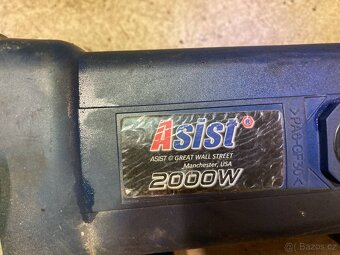 Asist®
ASIST @ GREAT WALL STREET
Manchester, USA
2000W
© Bazos.cz